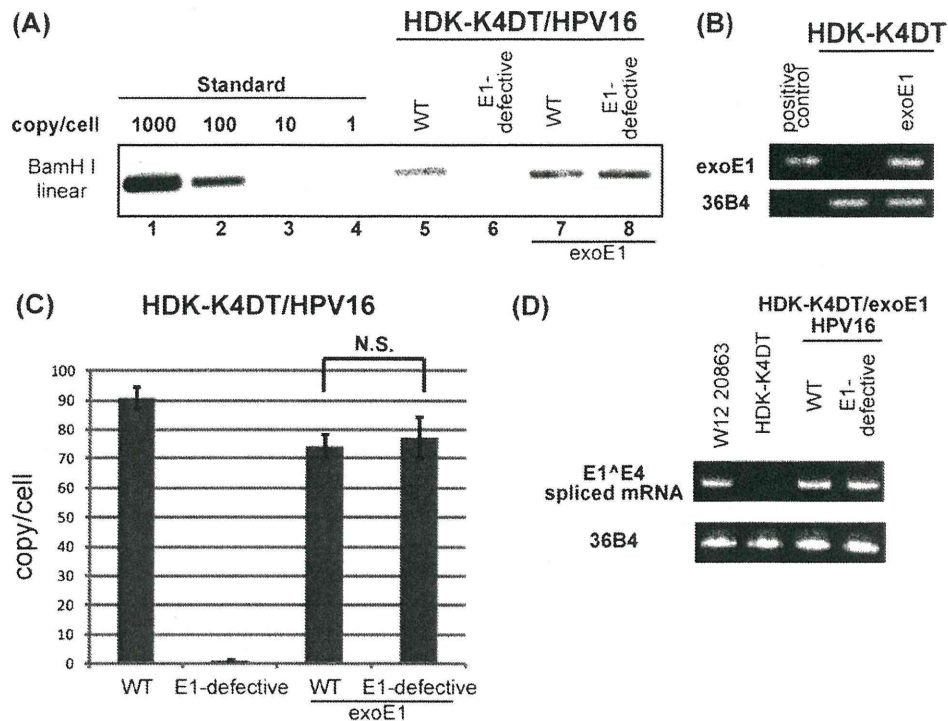 (A)
HDK-K4DT/HPV16
Standard
WT
E1-defective
WT
E1-defective
copy/cell 1000 100 10 1
BamH I
linear
1 2 3 4 5 6 7 8
exoE1
(B)
HDK-K4DT
positive control
exoE1
exoE1
36B4
(C)
HDK-K4DT/HPV16
N.S.
copy/cell
100
90
80
70
60
50
40
30
20
10
0
WT E1-defective WT E1-defective
exoE1
(D)
HDK-K4DT/exoE1
HPV16
W12 20863
HDK-K4DT
WT
E1-defective
E1^E4
spliced mRNA
36B4